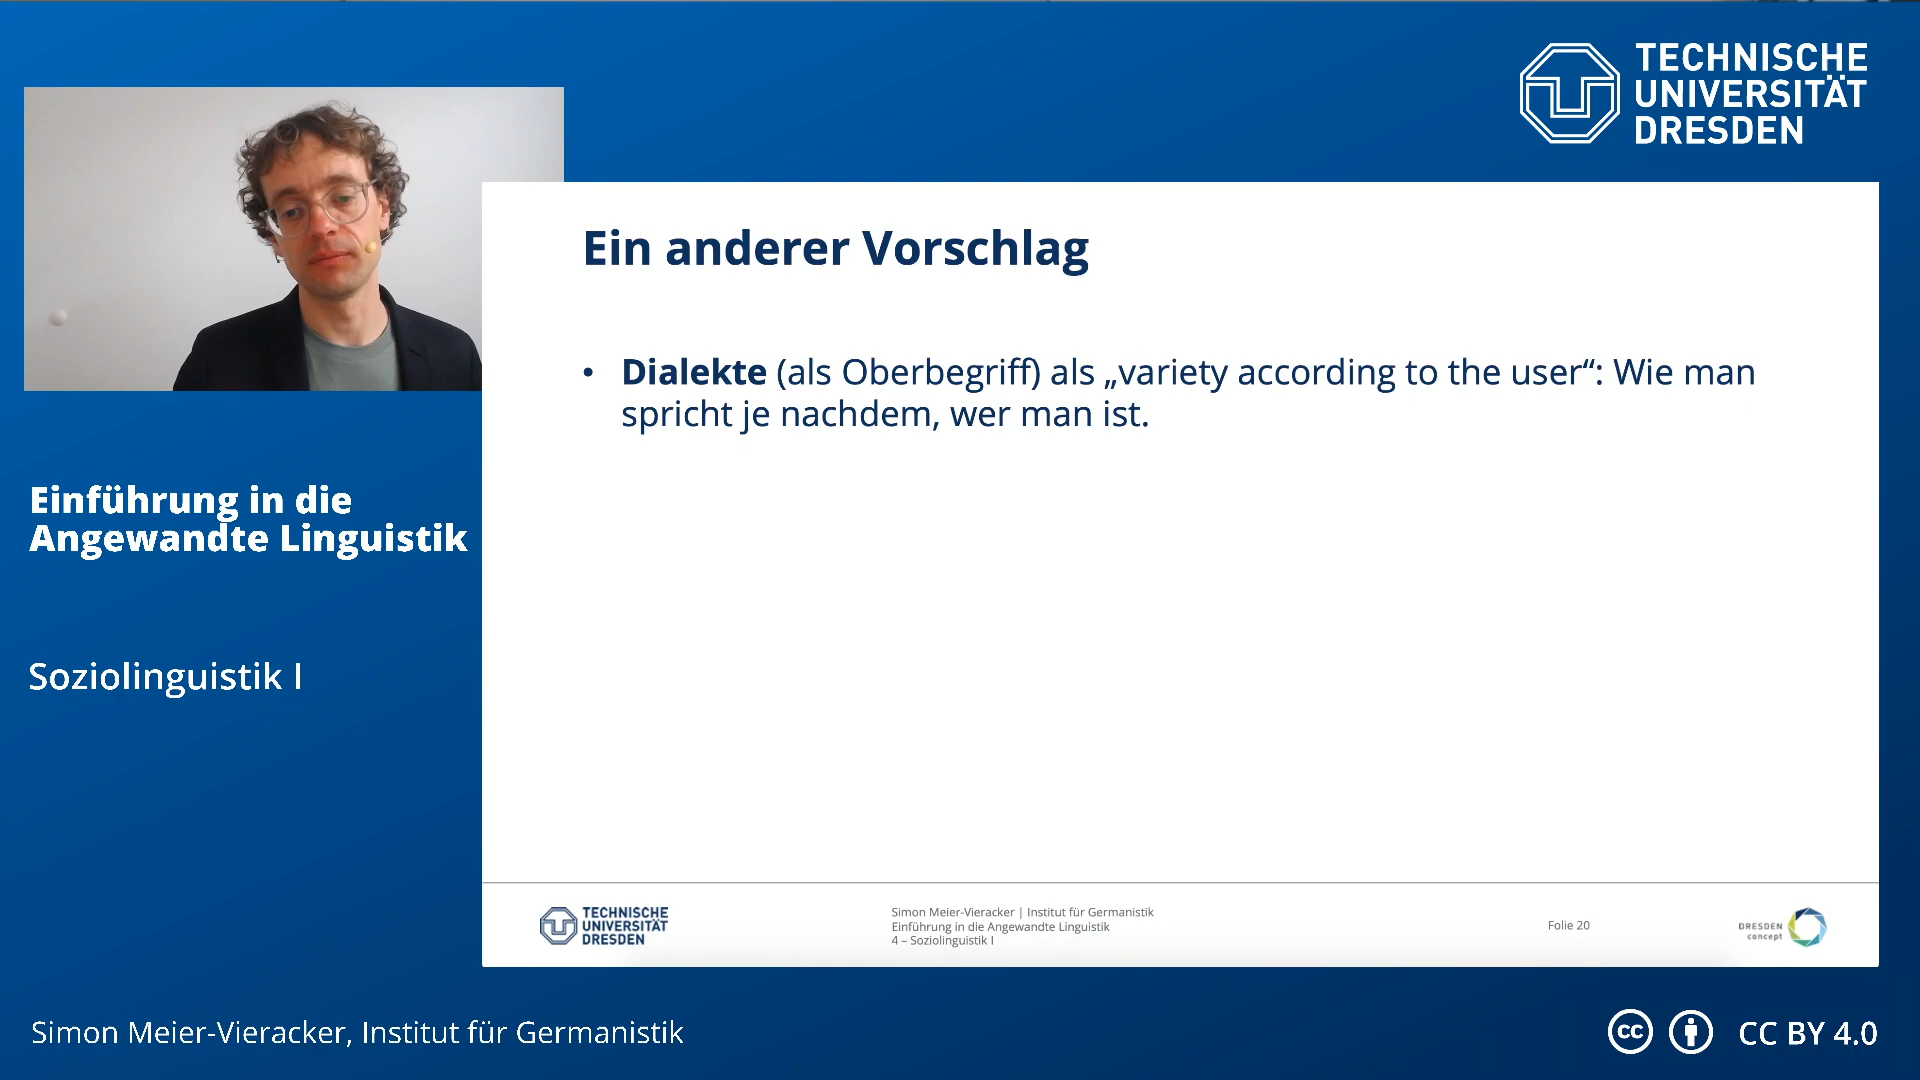 TECHNISCHE
UNIVERSITÄT
DRESDEN
Ein anderer Vorschlag
• Dialekte (als Oberbegriff) als „variety according to the user“: Wie man
spricht je nachdem, wer man ist.
Einführung in die
Angewandte Linguistik
Soziolinguistik I
TECHNISCHE
UNIVERSITÄT
DRESDEN
Simon Meier-Vieracker | Institut für Germanistik
Einführung in die Angewandte Linguistik
4 – Soziolinguistik I
Folie 20
DRESDEN
concept
Simon Meier-Vieracker, Institut für Germanistik
cc
CC BY 4.0